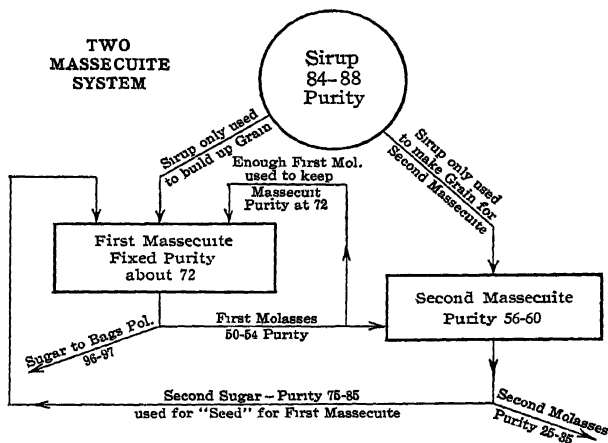 TWO
MASSECUITE
SYSTEM
Sirup
84-88
Purity
Sirup only used
to build up Grain
Sirup only used
to make Grain for
Second Massecuite
Enough First Mol.
used to keep
Massecuit
Purity at 72
First Massecuite
Fixed Purity
about 72
Second Massecuite
Purity 56-60
First Molasses
50-54 Purity
Sugar to Bags Pol.
96-97
Second Sugar - Purity 75-85
used for "Seed" for First Massecuite
Second Molasses
Purity 25-35